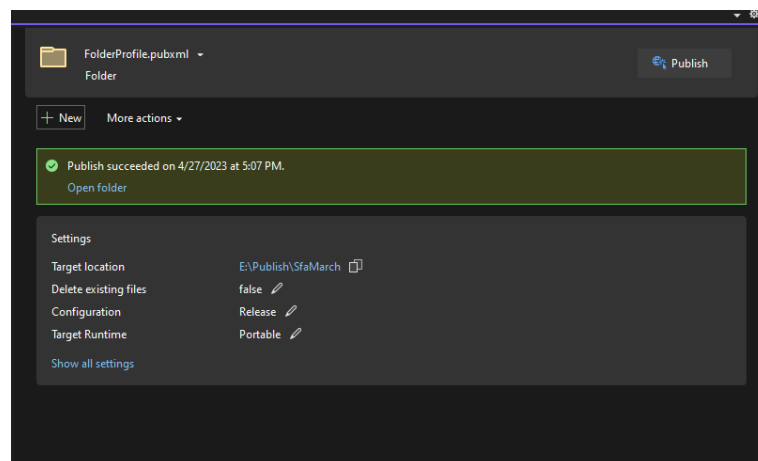 FolderProfile.pubxml
Folder
Publish
New
More actions
Publish succeeded on 4/27/2023 at 5:07 PM.
Open folder
Settings
Target location E:\Publish\SfaMarch
Delete existing files false
Configuration Release
Target Runtime Portable
Show all settings